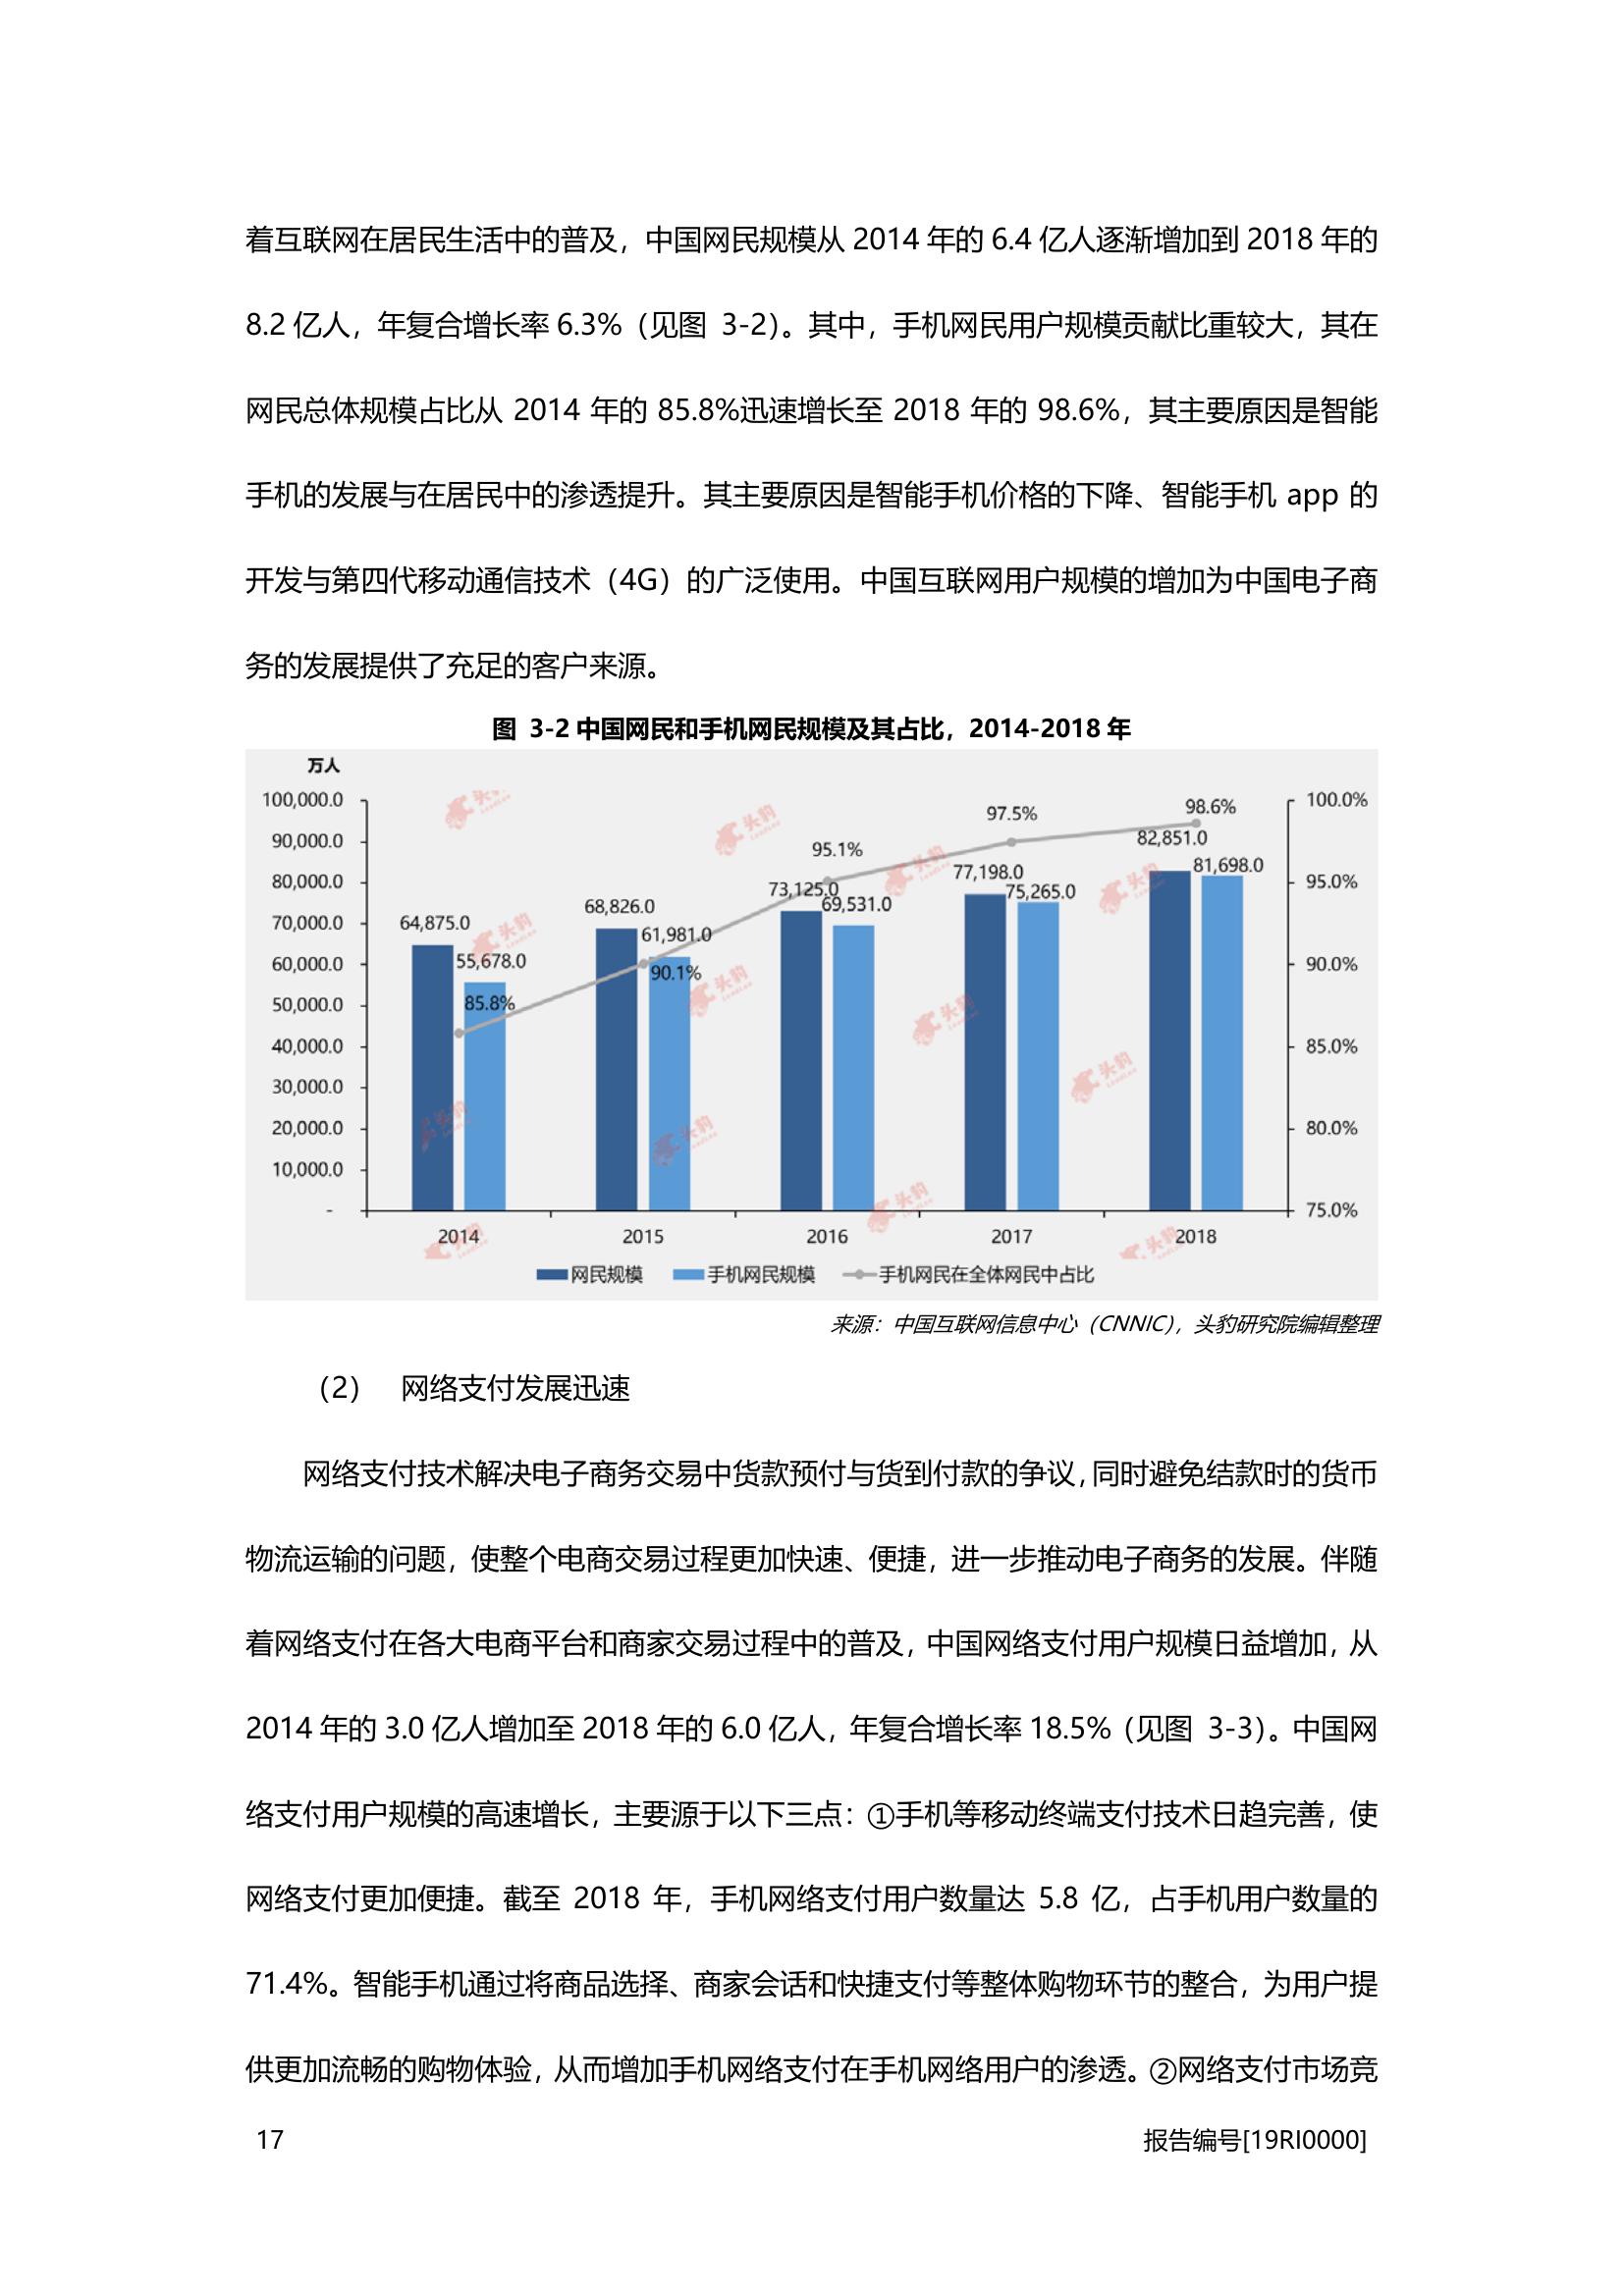 着互联网在居民生活中的普及，中国网民规模从 2014 年的 6.4 亿人逐渐增加到 2018 年的
8.2 亿人，年复合增长率 6.3%（见图 3-2）。其中，手机网民用户规模贡献比重较大，其在
网民总体规模占比从 2014 年的 85.8%迅速增长至 2018 年的 98.6%，其主要原因是智能
手机的发展与在居民中的渗透提升。其主要原因是智能手机价格的下降、智能手机 app 的
开发与第四代移动通信技术（4G）的广泛使用。中国互联网用户规模的增加为中国电子商
务的发展提供了充足的客户来源。
图 3-2 中国网民和手机网民规模及其占比，2014-2018 年
万人
100,000.0
90,000.0
80,000.0
70,000.0
60,000.0
50,000.0
40,000.0
30,000.0
20,000.0
10,000.0
-
64,875.0
55,678.0
85.8%
68,826.0
61,981.0
90.1%
73,125.0
69,531.0
95.1%
77,198.0
75,265.0
97.5%
82,851.0
81,698.0
98.6%
100.0%
95.0%
90.0%
85.0%
80.0%
75.0%
2014 2015 2016 2017 2018
网民规模 手机网民规模 手机网民在全体网民中占比
头豹
来源：中国互联网信息中心（CNNIC），头豹研究院编辑整理
（2） 网络支付发展迅速
网络支付技术解决电子商务交易中货款预付与货到付款的争议，同时避免结款时的货币
物流运输的问题，使整个电商交易过程更加快速、便捷，进一步推动电子商务的发展。伴随
着网络支付在各大电商平台和商家交易过程中的普及，中国网络支付用户规模日益增加，从
2014 年的 3.0 亿人增加至 2018 年的 6.0 亿人，年复合增长率 18.5%（见图 3-3）。中国网
络支付用户规模的高速增长，主要源于以下三点：①手机等移动终端支付技术日趋完善，使
网络支付更加便捷。截至 2018 年，手机网络支付用户数量达 5.8 亿，占手机用户数量的
71.4%。智能手机通过将商品选择、商家会话和快捷支付等整体购物环节的整合，为用户提
供更加流畅的购物体验，从而增加手机网络支付在手机网络用户的渗透。②网络支付市场竞
17 报告编号[19RI0000]